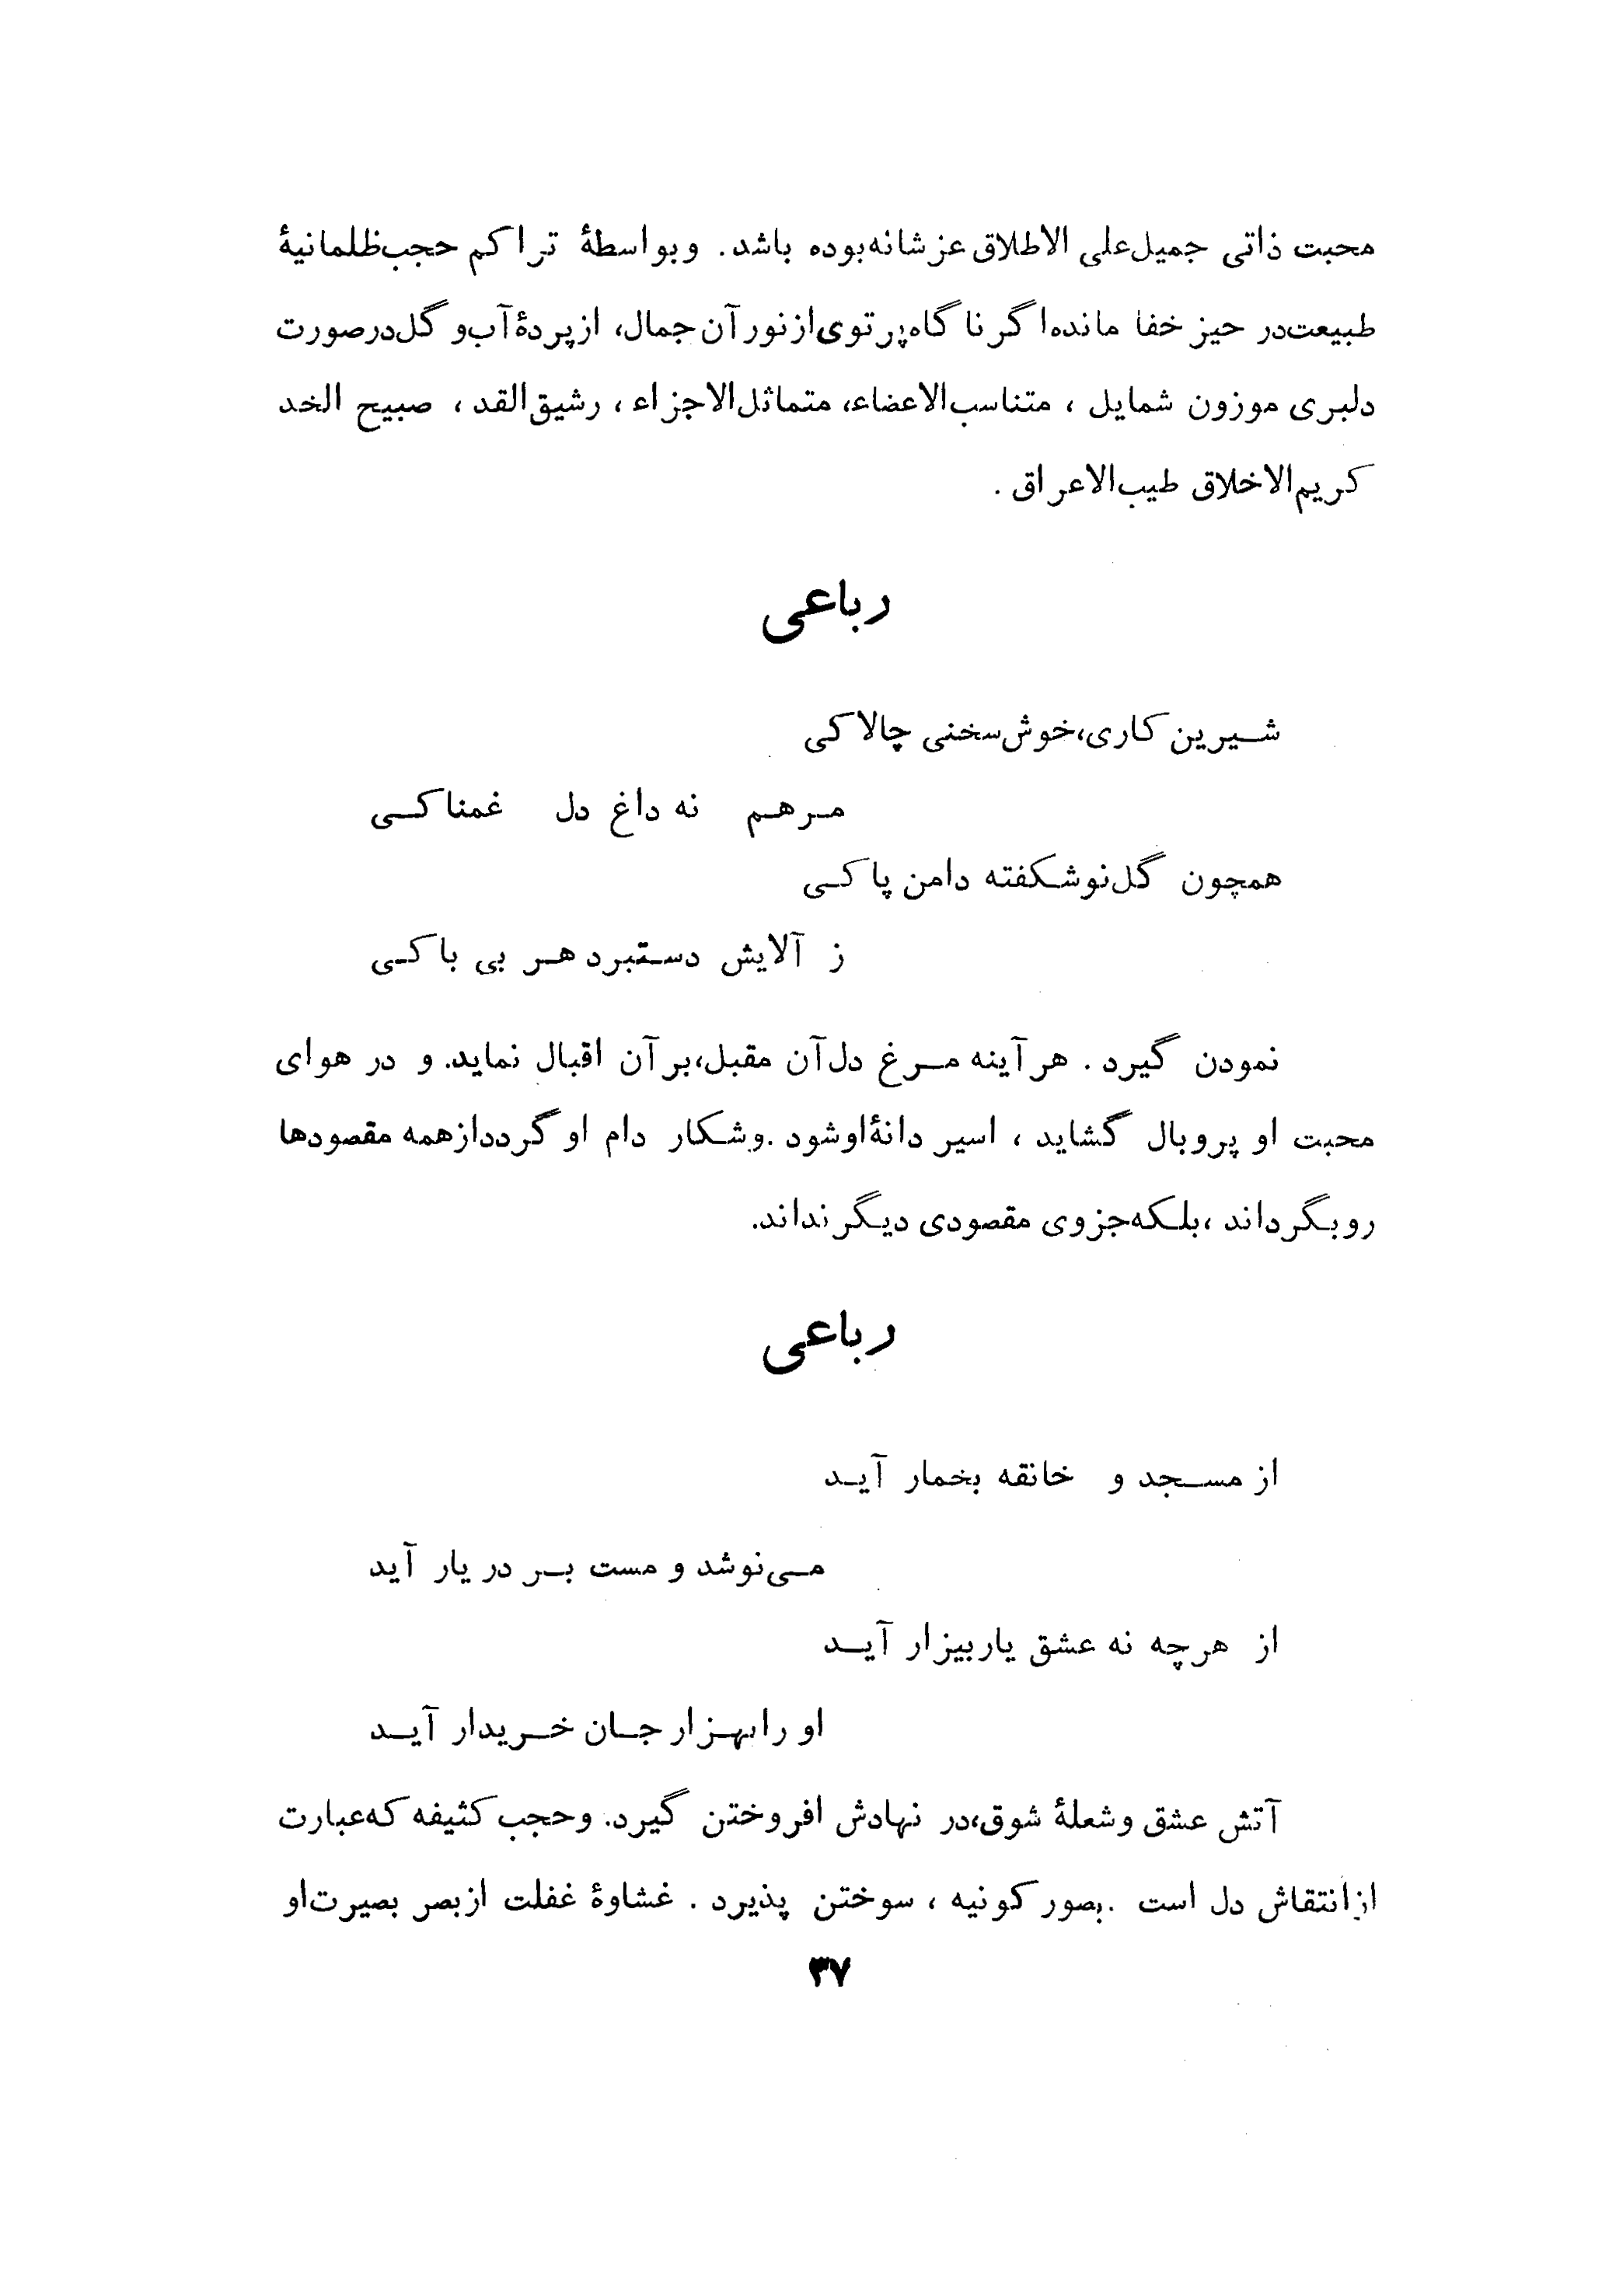 محبت ذاتی جمیل‌علی الاطلاق عزشانه‌بوده باشد. وبواسطهٔ تراکم حجب‌ظلمانیهٔ
طبیعت‌در حیز خفا مانده‌اگر ناگاه‌پرتوی‌از نور آن‌جمال، از پردهٔ آب‌و گل‌درصورت
دلبری موزون شمایل ، متناسب‌الاعضاء، متماثل‌الاجزاء، رشیق‌القد ، صبیح الخد
کریم‌الاخلاق طیب‌الاعراق .
رباعی
شیرین کاری،خوش‌سخنی چالاکی
مرهم نه داغ دل غمناکی
همچون گل‌نوشکفته دامن پاکی
ز آلایش دستبرد هر بی باکی
نمودن گیرد . هرآینه مرغ دل‌آن مقبل،برآن اقبال نماید. و در هوای
محبت او پروبال گشاید ، اسیر دانهٔ‌اوشود .وشکار دام او گردد‌ازهمه مقصودها
روبگرداند ،بلکه‌جزوی مقصودی دیگر نداند.
رباعی
از مسجد و خانقه بخمار آید
می‌نوشد و مست بر در یار آید
از هرچه نه عشق یاربیزار آید
او رابهزار جان خریدار آید
آتش عشق وشعلهٔ شوق،در نهادش افروختن گیرد. وحجب کثیفه که‌عبارت
ازانتقاش دل است .بصور کونیه ، سوختن پذیرد . غشاوهٔ غفلت ازبصر بصیرت‌او
۳۷